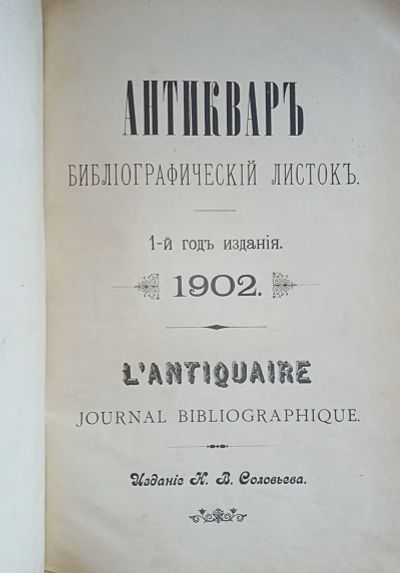 АНТИКВАРЪ
БИБЛІОГРАФИЧЕСКІЙ ЛИСТОКЪ.
1-й годъ изданія.
1902.
L'ANTIQUAIRE
JOURNAL BIBLIOGRAPHIQUE.
Изданіе Н. В. Соловьева.